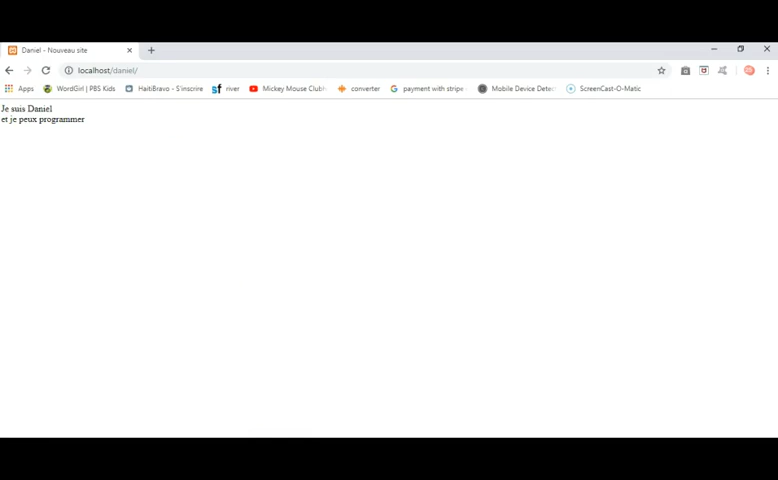 Daniel - Nouveau site
localhost/daniel/
Apps WordGirl | PBS Kids HaitiBravo - S'inscrire river Mickey Mouse Club converter payment with stripe Mobile Device Detec ScreenCast-O-Matic
Je suis Daniel
et je peux programmer